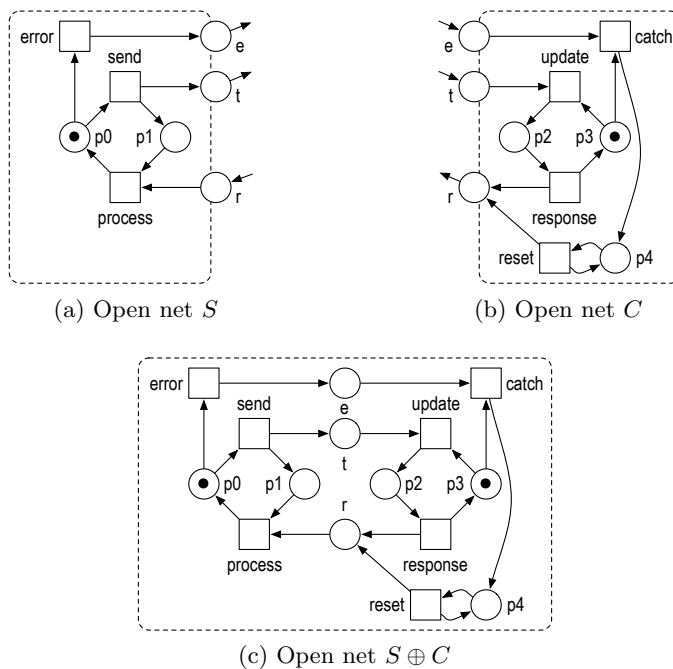 error
send
e
t
p0
p1
r
process
(a) Open net S
e
catch
update
t
p2
p3
r
response
reset
p4
(b) Open net C
error
catch
send
e
update
t
p0
p1
r
p2
p3
process
response
reset
p4
(c) Open net S ⊕ C